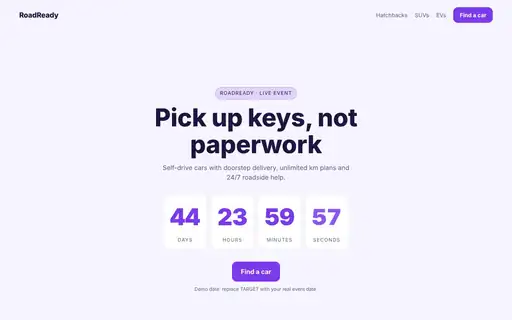 RoadReady
Hatchbacks SUVs EVs Find a car
ROADREADY · LIVE EVENT
Pick up keys, not
paperwork
Self-drive cars with doorstep delivery, unlimited km plans and
24/7 roadside help.
44 23 59 57
DAYS HOURS MINUTES SECONDS
Find a car
Demo date: replace TARGET with your real event date